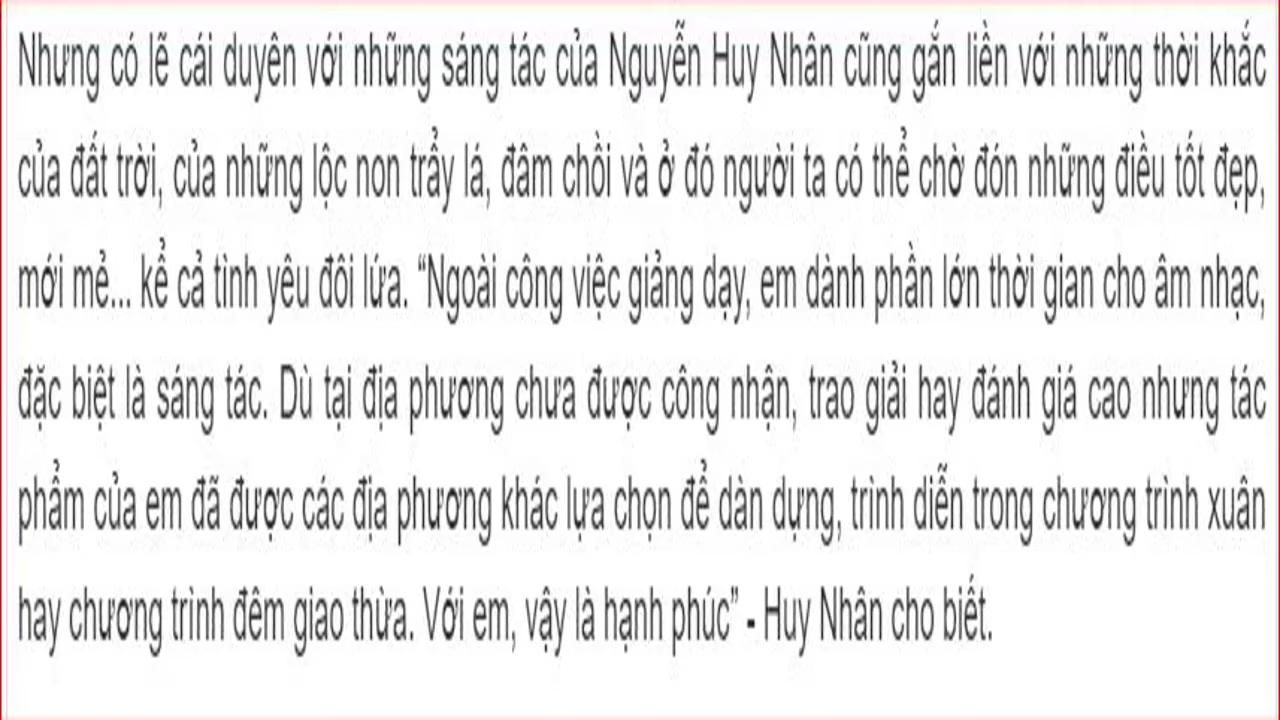 Nhưng có lẽ cái duyên với những sáng tác của Nguyễn Huy Nhân cũng gắn liền với những thời khắc
của đất trời, của những lộc non trẩy lá, đâm chồi và ở đó người ta có thể chờ đón những điều tốt đẹp,
mới mẻ... kể cả tình yêu đôi lứa. “Ngoài công việc giảng dạy, em dành phần lớn thời gian cho âm nhạc,
đặc biệt là sáng tác. Dù tại địa phương chưa được công nhận, trao giải hay đánh giá cao nhưng tác
phẩm của em đã được các địa phương khác lựa chọn để dàn dựng, trình diễn trong chương trình xuân
hay chương trình đêm giao thừa. Với em, vậy là hạnh phúc” - Huy Nhân cho biết.